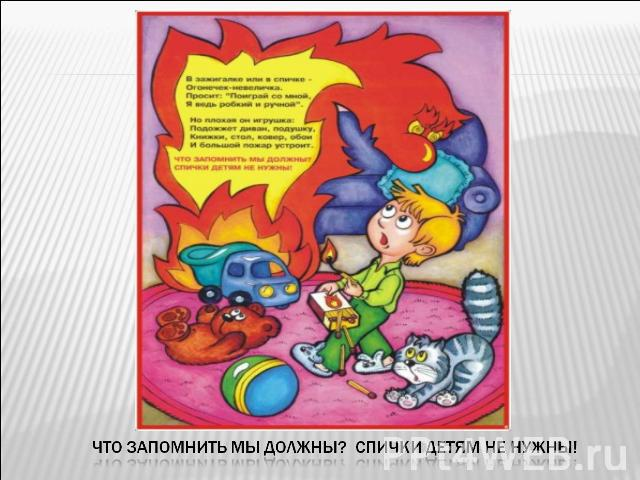 В зажигалке или в спичке -
Огонечек-невеличка.
Просит: "Поиграй со мной,
Я ведь робкий и ручной".
Но плохая он игрушка:
Подожжет диван, подушку,
Книжки, стол, ковер, обои
И большой пожар устроит.
ЧТО ЗАПОМНИТЬ МЫ ДОЛЖНЫ?
СПИЧКИ ДЕТЯМ НЕ НУЖНЫ!
ЧТО ЗАПОМНИТЬ МЫ ДОЛЖНЫ? СПИЧКИ ДЕТЯМ НЕ НУЖНЫ!
PPt4WEB.ru